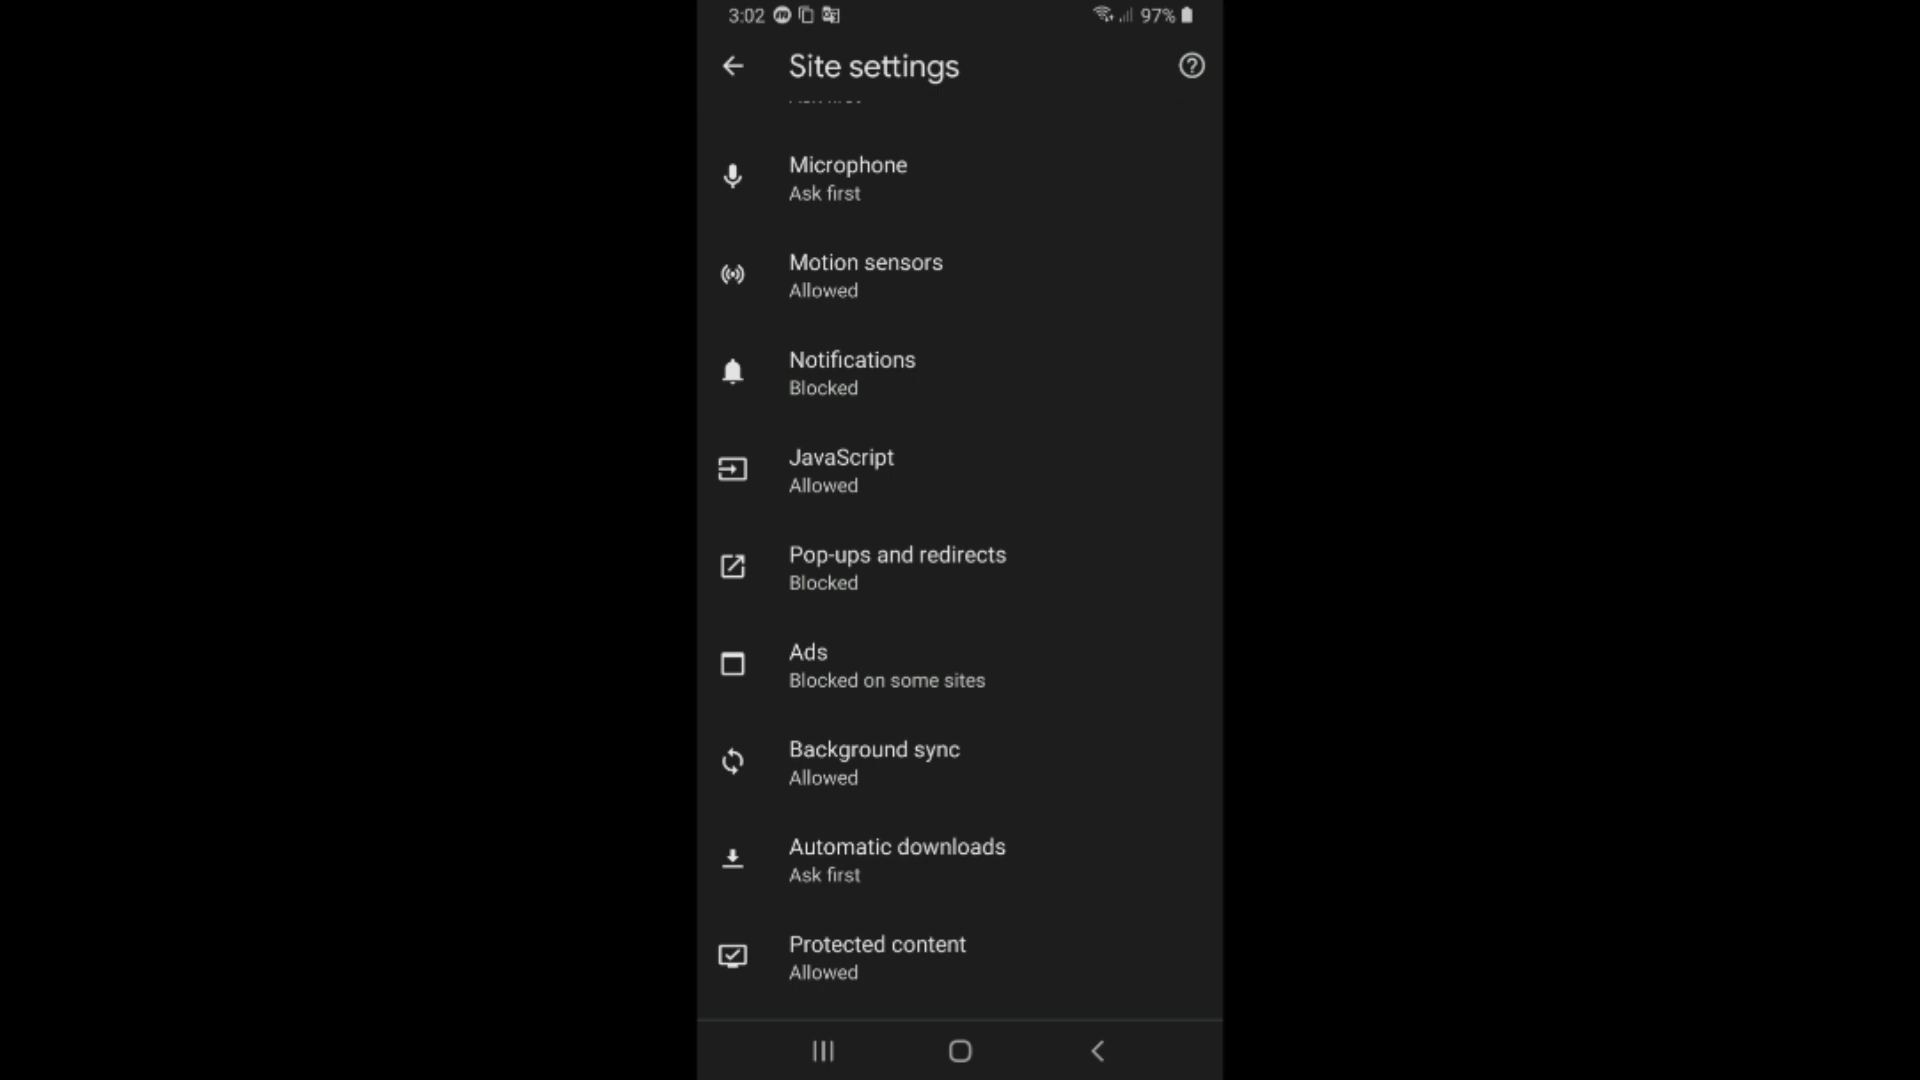 3:02 97%
Site settings
Microphone
Ask first
Motion sensors
Allowed
Notifications
Blocked
JavaScript
Allowed
Pop-ups and redirects
Blocked
Ads
Blocked on some sites
Background sync
Allowed
Automatic downloads
Ask first
Protected content
Allowed